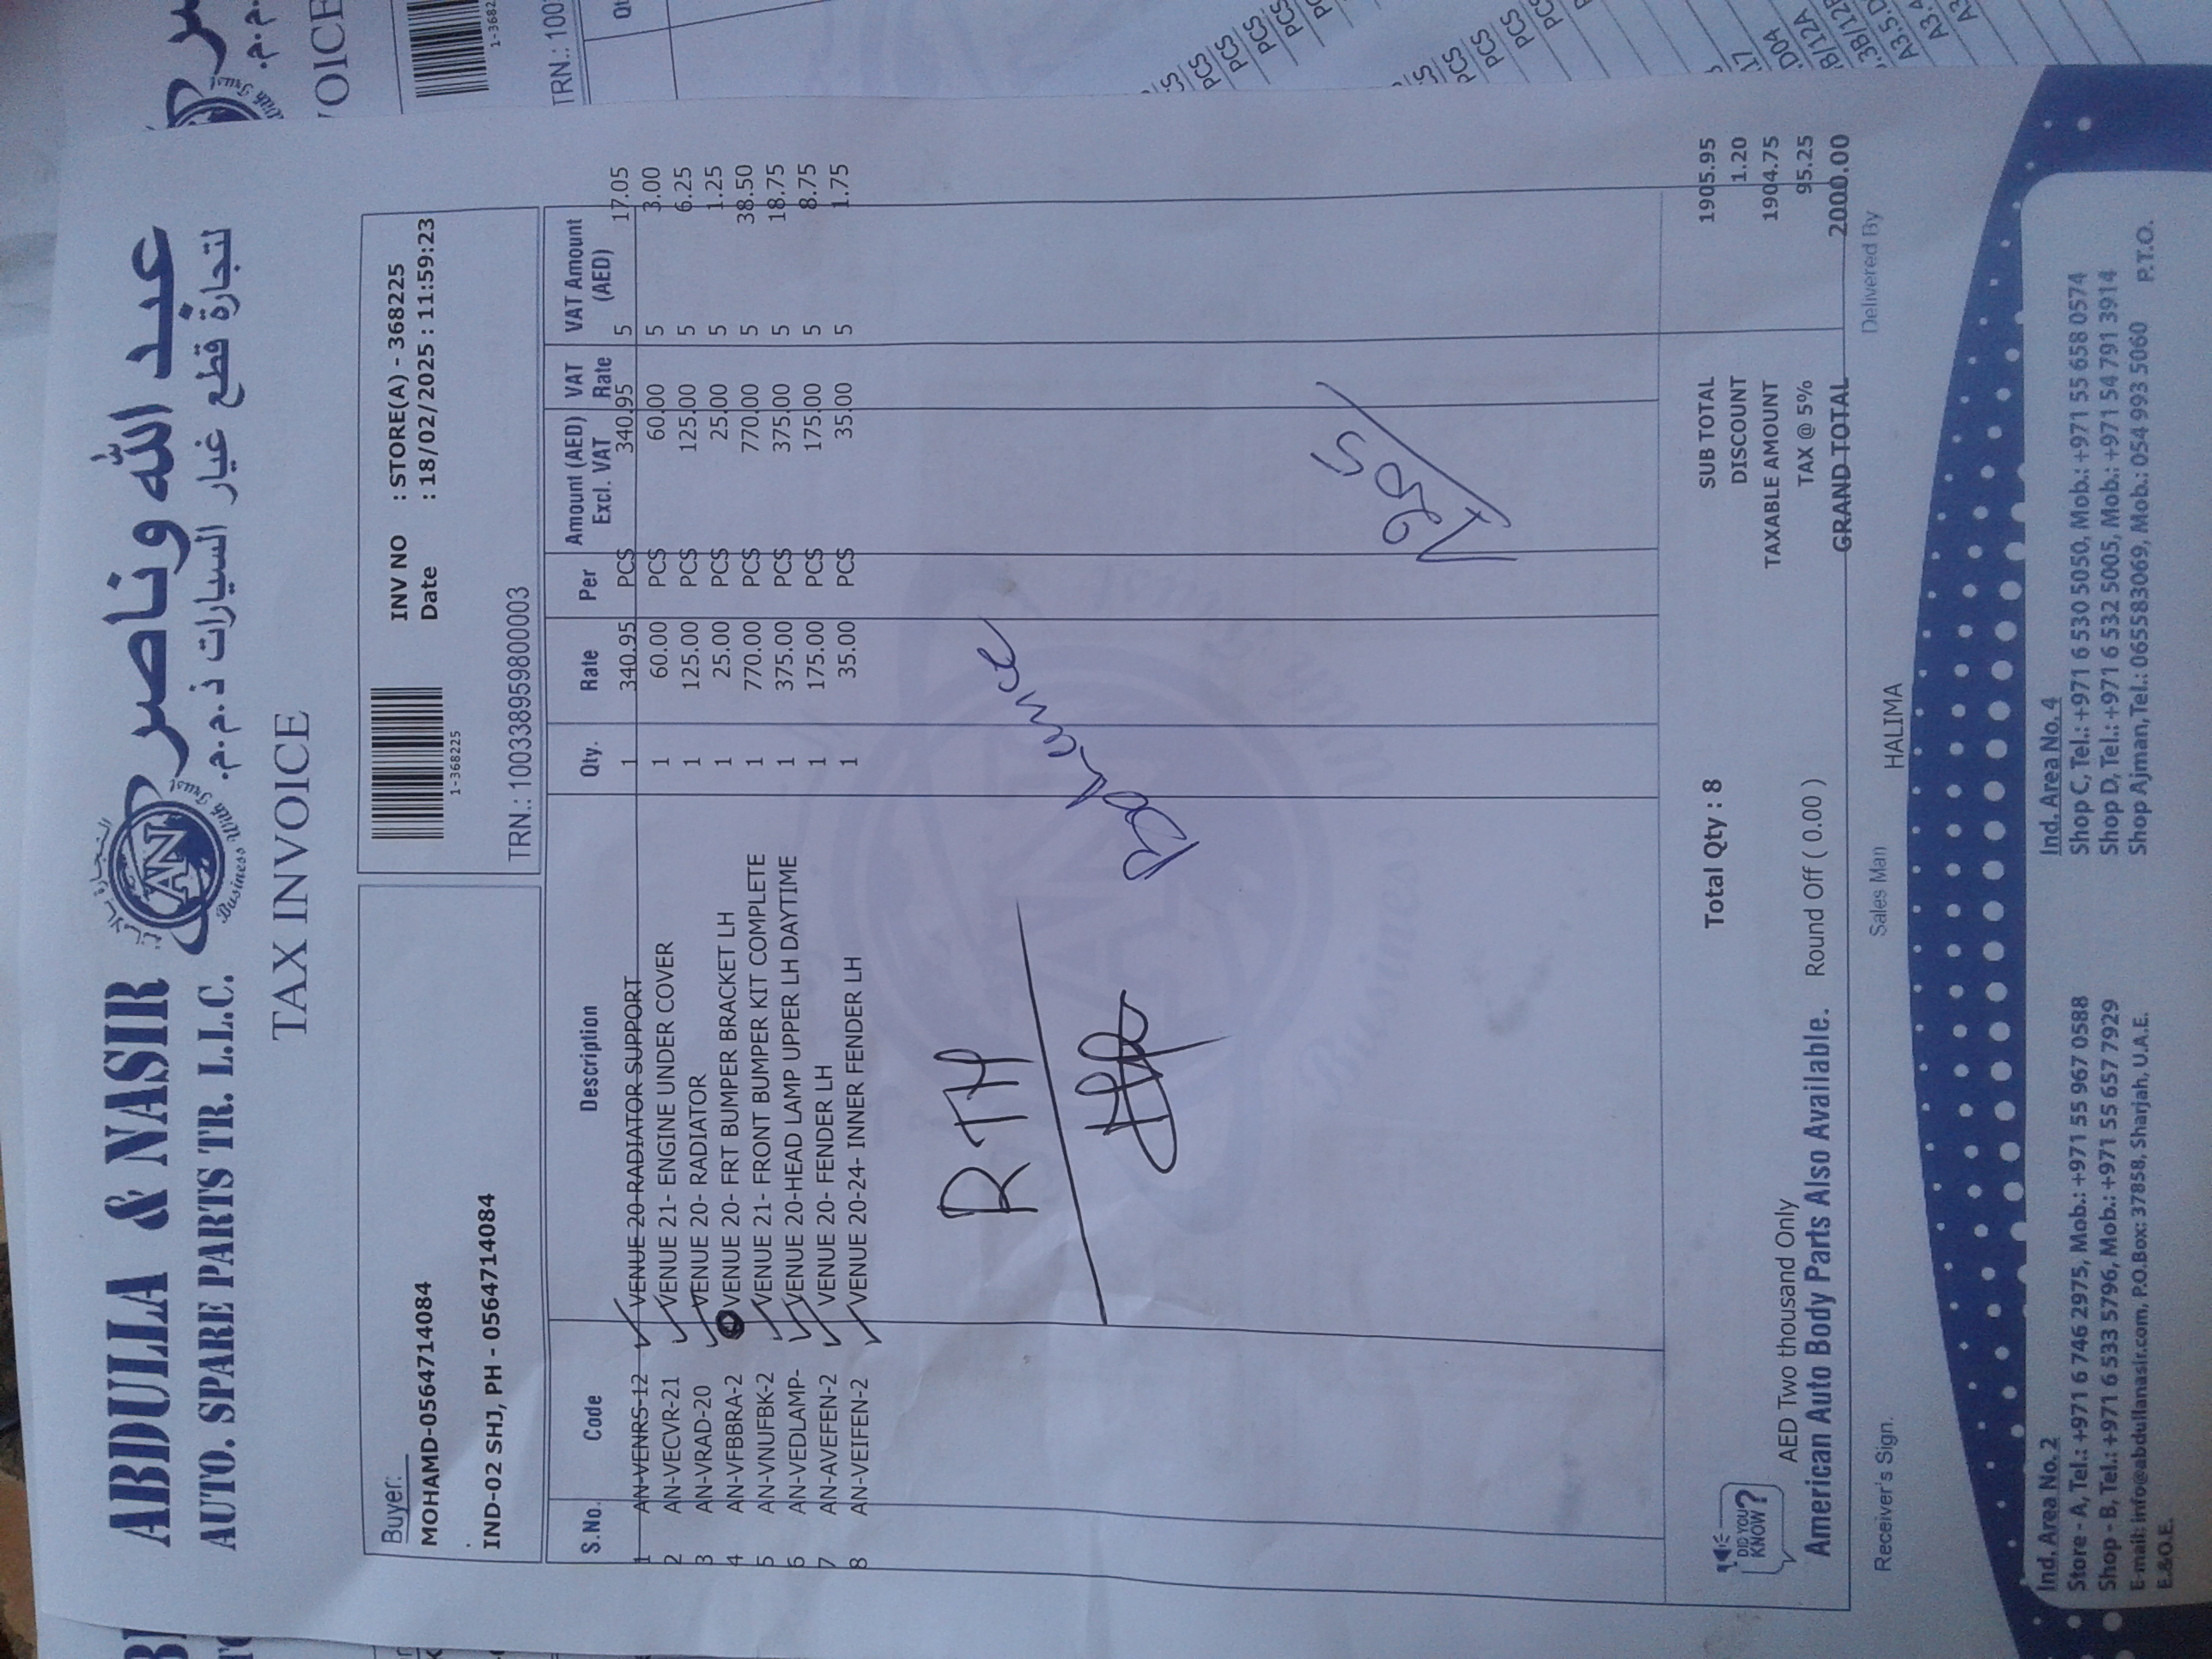 ABDULLA & NASIR
AUTO. SPARE PARTS TR. L.L.C.
عبد الله وناصر
لتجارة قطع غيار السيارات ذ.م.م.
AN
Business With Trust
TAX INVOICE
Buyer:
MOHAMD-0564714084
IND-02 SHJ, PH - 0564714084
1-368225
INV NO : STORE(A) - 368225
Date : 18/02/2025 : 11:59:23
TRN.: 100338959800003
S.No. Code Description Qty. Rate Per Amount (AED) Excl. VAT VAT Rate VAT Amount (AED)
1 AN-VENRS-12 VENUE 20-RADIATOR SUPPORT 1 340.95 PCS 340.95 5 17.05
2 AN-VECVR-21 VENUE 21- ENGINE UNDER COVER 1 60.00 PCS 60.00 5 3.00
3 AN-VRAD-20 VENUE 20- RADIATOR 1 125.00 PCS 125.00 5 6.25
4 AN-VFBBRA-2 VENUE 20- FRT BUMPER BRACKET LH 1 25.00 PCS 25.00 5 1.25
5 AN-VNUFBK-2 VENUE 21- FRONT BUMPER KIT COMPLETE 1 770.00 PCS 770.00 5 38.50
6 AN-VEDLAMP- VENUE 20-HEAD LAMP UPPER LH DAYTIME 1 375.00 PCS 375.00 5 18.75
7 AN-AVEFEN-2 VENUE 20- FENDER LH 1 175.00 PCS 175.00 5 8.75
8 AN-VEIFEN-2 VENUE 20-24- INNER FENDER LH 1 35.00 PCS 35.00 5 1.75
RTH
Total Qty : 8
SUB TOTAL 1905.95
DISCOUNT 1.20
TAXABLE AMOUNT 1904.75
TAX @ 5% 95.25
GRAND TOTAL 2000.00
DID YOU KNOW?
AED Two thousand Only
American Auto Body Parts Also Available.
Round Off ( 0.00 )
Receiver's Sign.
Sales Man
HALIMA
Delivered By
Ind. Area No. 2
Store - A, Tel.: +971 6 746 2975, Mob.: +971 55 967 0588
Shop - B, Tel.: +971 6 533 5796, Mob.: +971 55 657 7929
E-mail: info@abdullanasir.com, P.O.Box: 37858, Sharjah, U.A.E.
E.&O.E.
Ind. Area No. 4
Shop C, Tel.: +971 6 530 5050, Mob.: +971 55 658 0574
Shop D, Tel.: +971 6 532 5005, Mob.: +971 54 791 3914
Shop Ajman, Tel.: 065583069, Mob.: 054 993 5060
P.T.O.